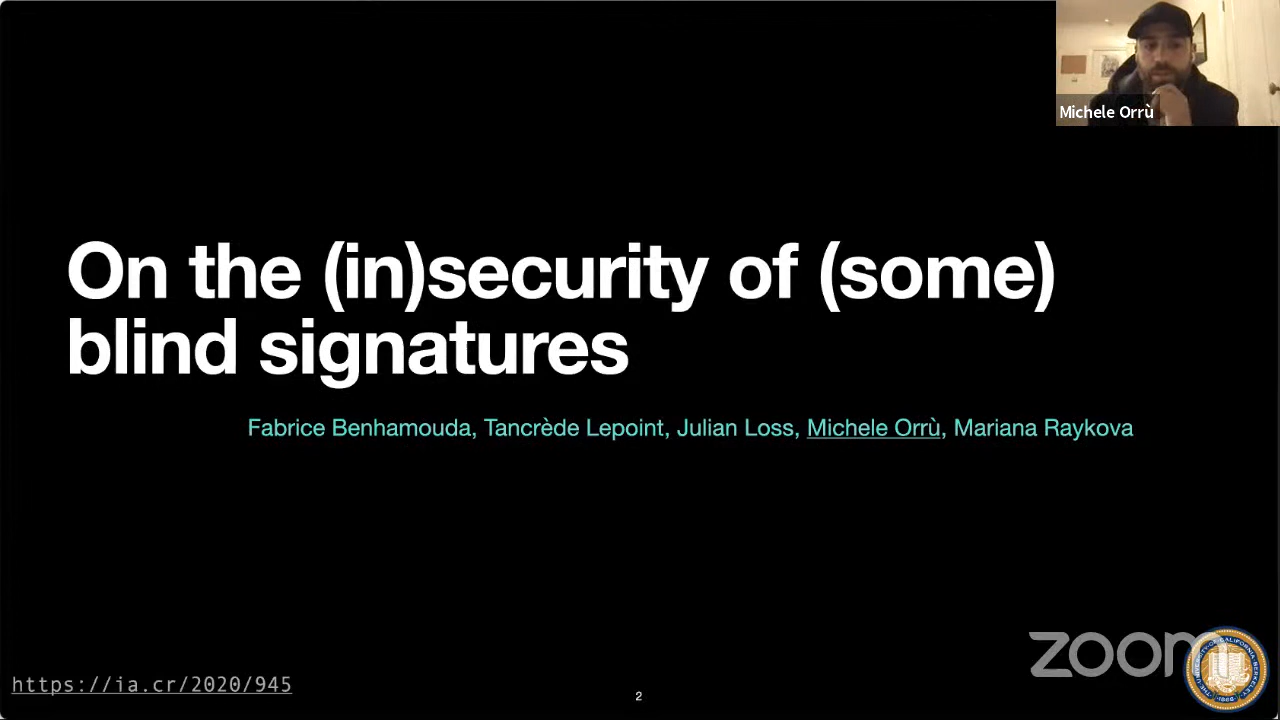 Michele Orrù
On the (in)security of (some)
blind signatures
Fabrice Benhamouda, Tancrède Lepoint, Julian Loss, Michele Orrù, Mariana Raykova
https://ia.cr/2020/945
2
zoom